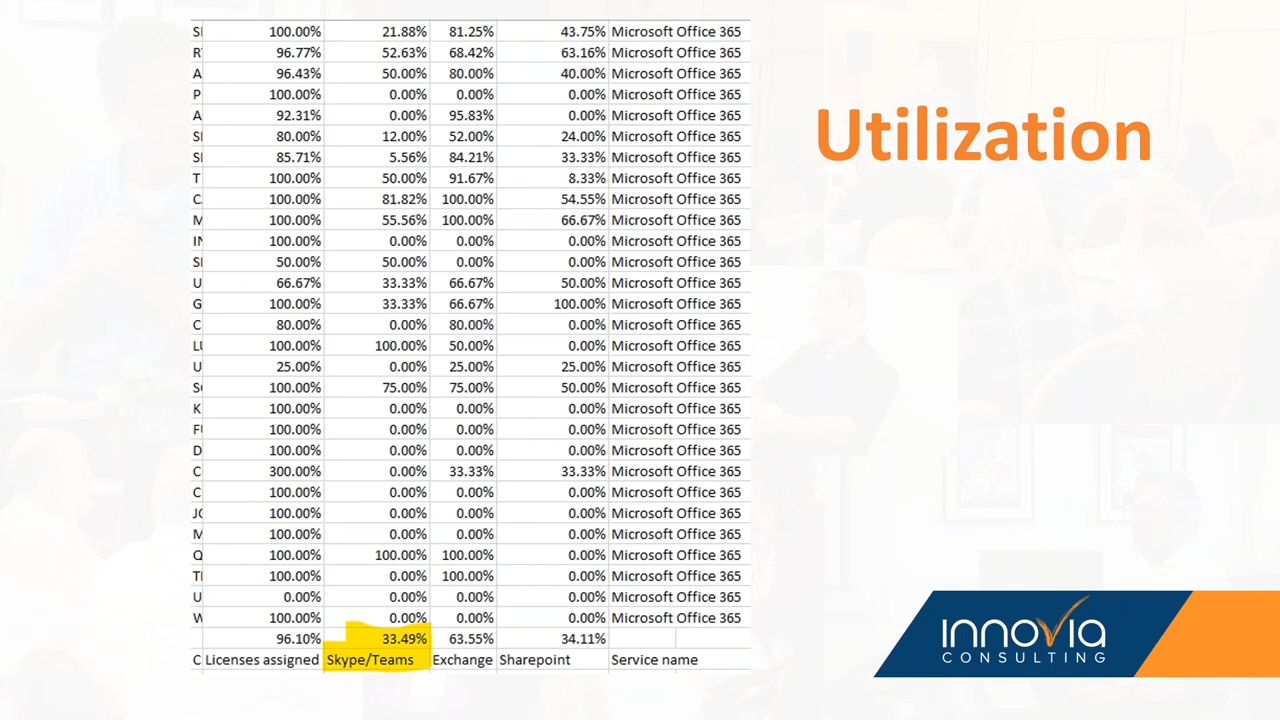 SI 100.00% 21.88% 81.25% 43.75% Microsoft Office 365
R 96.77% 52.63% 68.42% 63.16% Microsoft Office 365
A 96.43% 50.00% 80.00% 40.00% Microsoft Office 365
P 100.00% 0.00% 0.00% 0.00% Microsoft Office 365
A 92.31% 0.00% 95.83% 0.00% Microsoft Office 365
SI 80.00% 12.00% 52.00% 24.00% Microsoft Office 365
SI 85.71% 5.56% 84.21% 33.33% Microsoft Office 365
T 100.00% 50.00% 91.67% 8.33% Microsoft Office 365
C 100.00% 81.82% 100.00% 54.55% Microsoft Office 365
M 100.00% 55.56% 100.00% 66.67% Microsoft Office 365
IN 100.00% 0.00% 0.00% 0.00% Microsoft Office 365
SI 50.00% 50.00% 0.00% 0.00% Microsoft Office 365
U 66.67% 33.33% 66.67% 50.00% Microsoft Office 365
G 100.00% 33.33% 66.67% 100.00% Microsoft Office 365
C 80.00% 0.00% 80.00% 0.00% Microsoft Office 365
LU 100.00% 100.00% 50.00% 0.00% Microsoft Office 365
U 25.00% 0.00% 25.00% 25.00% Microsoft Office 365
SC 100.00% 75.00% 75.00% 50.00% Microsoft Office 365
K 100.00% 0.00% 0.00% 0.00% Microsoft Office 365
FU 100.00% 0.00% 0.00% 0.00% Microsoft Office 365
D 100.00% 0.00% 0.00% 0.00% Microsoft Office 365
C 300.00% 0.00% 33.33% 33.33% Microsoft Office 365
C 100.00% 0.00% 0.00% 0.00% Microsoft Office 365
JC 100.00% 0.00% 0.00% 0.00% Microsoft Office 365
M 100.00% 0.00% 0.00% 0.00% Microsoft Office 365
Q 100.00% 100.00% 100.00% 0.00% Microsoft Office 365
TI 100.00% 0.00% 100.00% 0.00% Microsoft Office 365
U 0.00% 0.00% 0.00% 0.00% Microsoft Office 365
W 100.00% 0.00% 0.00% 0.00% Microsoft Office 365
96.10% 33.49% 63.55% 34.11%
C Licenses assigned Skype/Teams Exchange Sharepoint Service name
Utilization
INNOVIA
CONSULTING